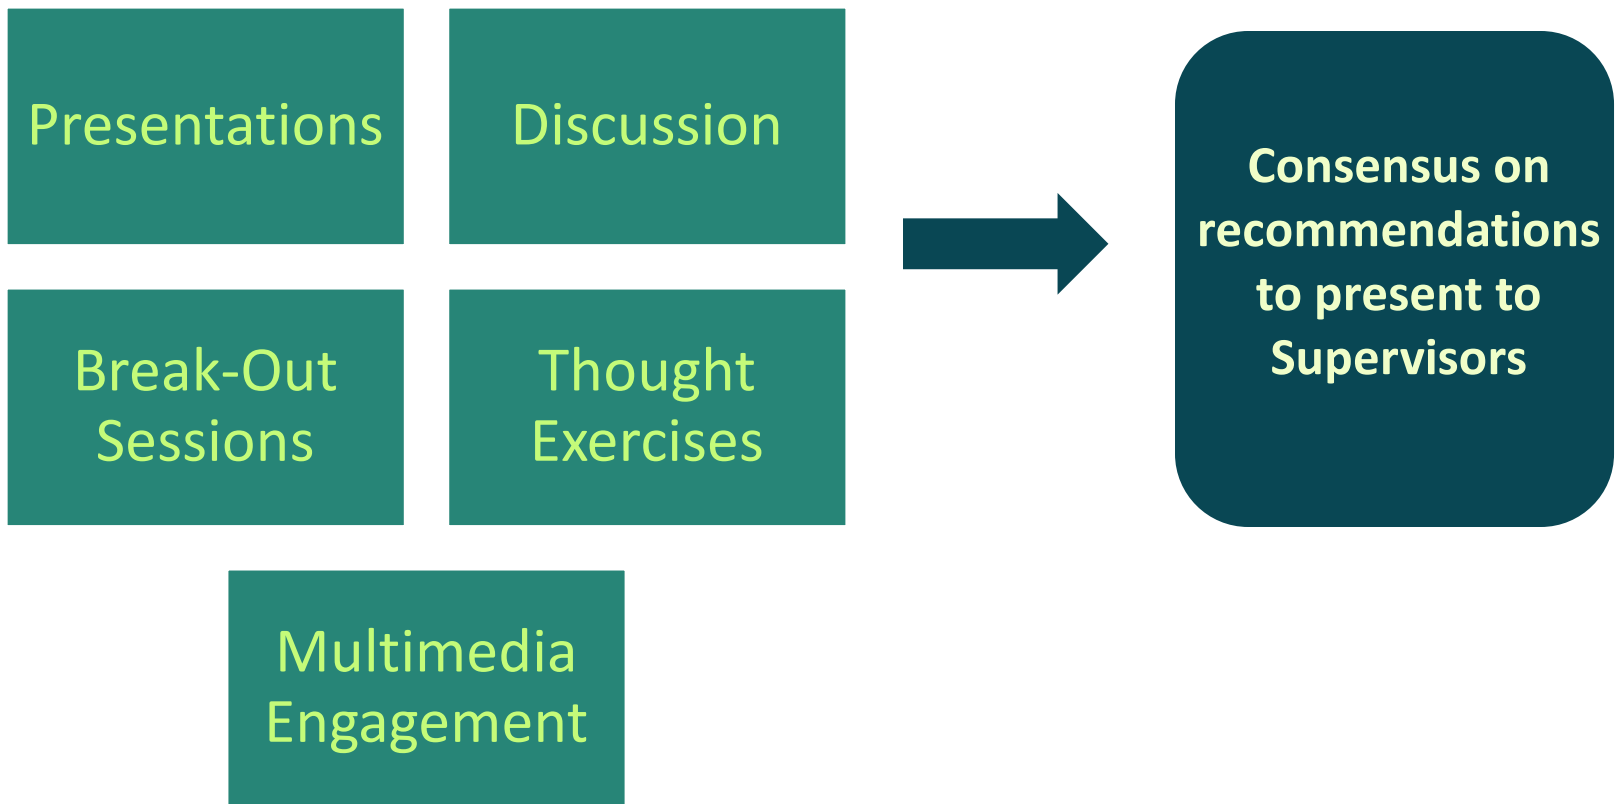 Presentations
Discussion
Break-Out
Sessions
Thought
Exercises
Multimedia
Engagement
Consensus on
recommendations
to present to
Supervisors